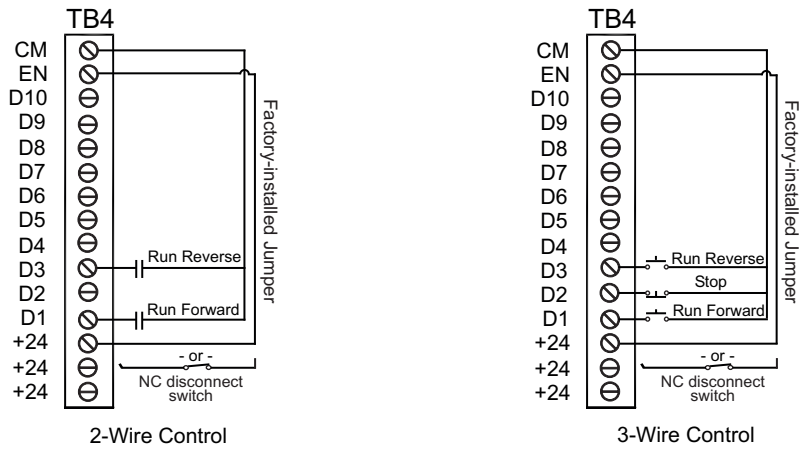 TB4
CM
EN
D10
D9
D8
D7
D6
D5
D4
D3
D2
D1
+24
+24
+24
Run Reverse
Run Forward
Factory-installed Jumper
- or -
NC disconnect
switch
2-Wire Control
TB4
CM
EN
D10
D9
D8
D7
D6
D5
D4
D3
D2
D1
+24
+24
+24
Run Reverse
Stop
Run Forward
Factory-installed Jumper
- or -
NC disconnect
switch
3-Wire Control